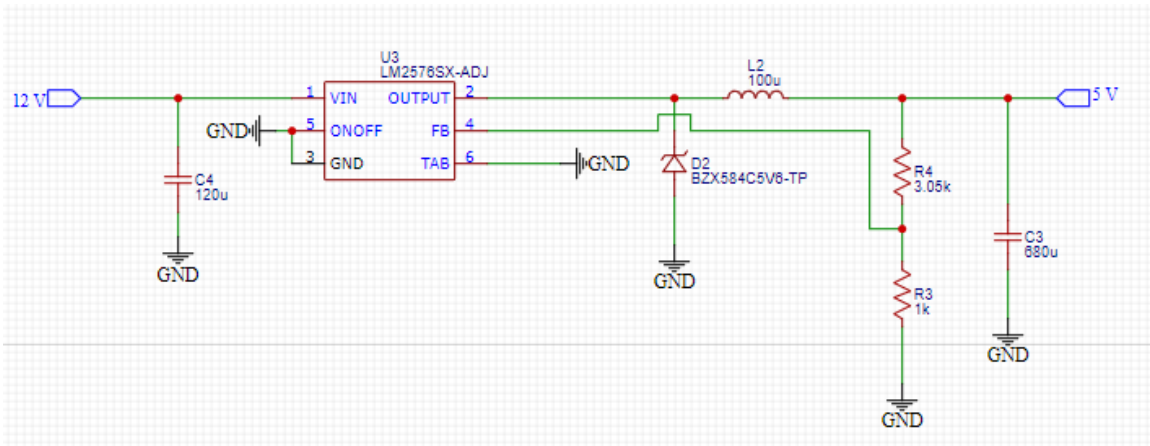 U3
LM2576SX-ADJ
12 V
1
VIN
OUTPUT
2
L2
100u
5 V
GND
5
ONOFF
FB
4
3
GND
TAB
6
GND
D2
BZX584C5V6-TP
R4
3.05k
C4
120u
GND
GND
C3
680u
R3
1k
GND
GND